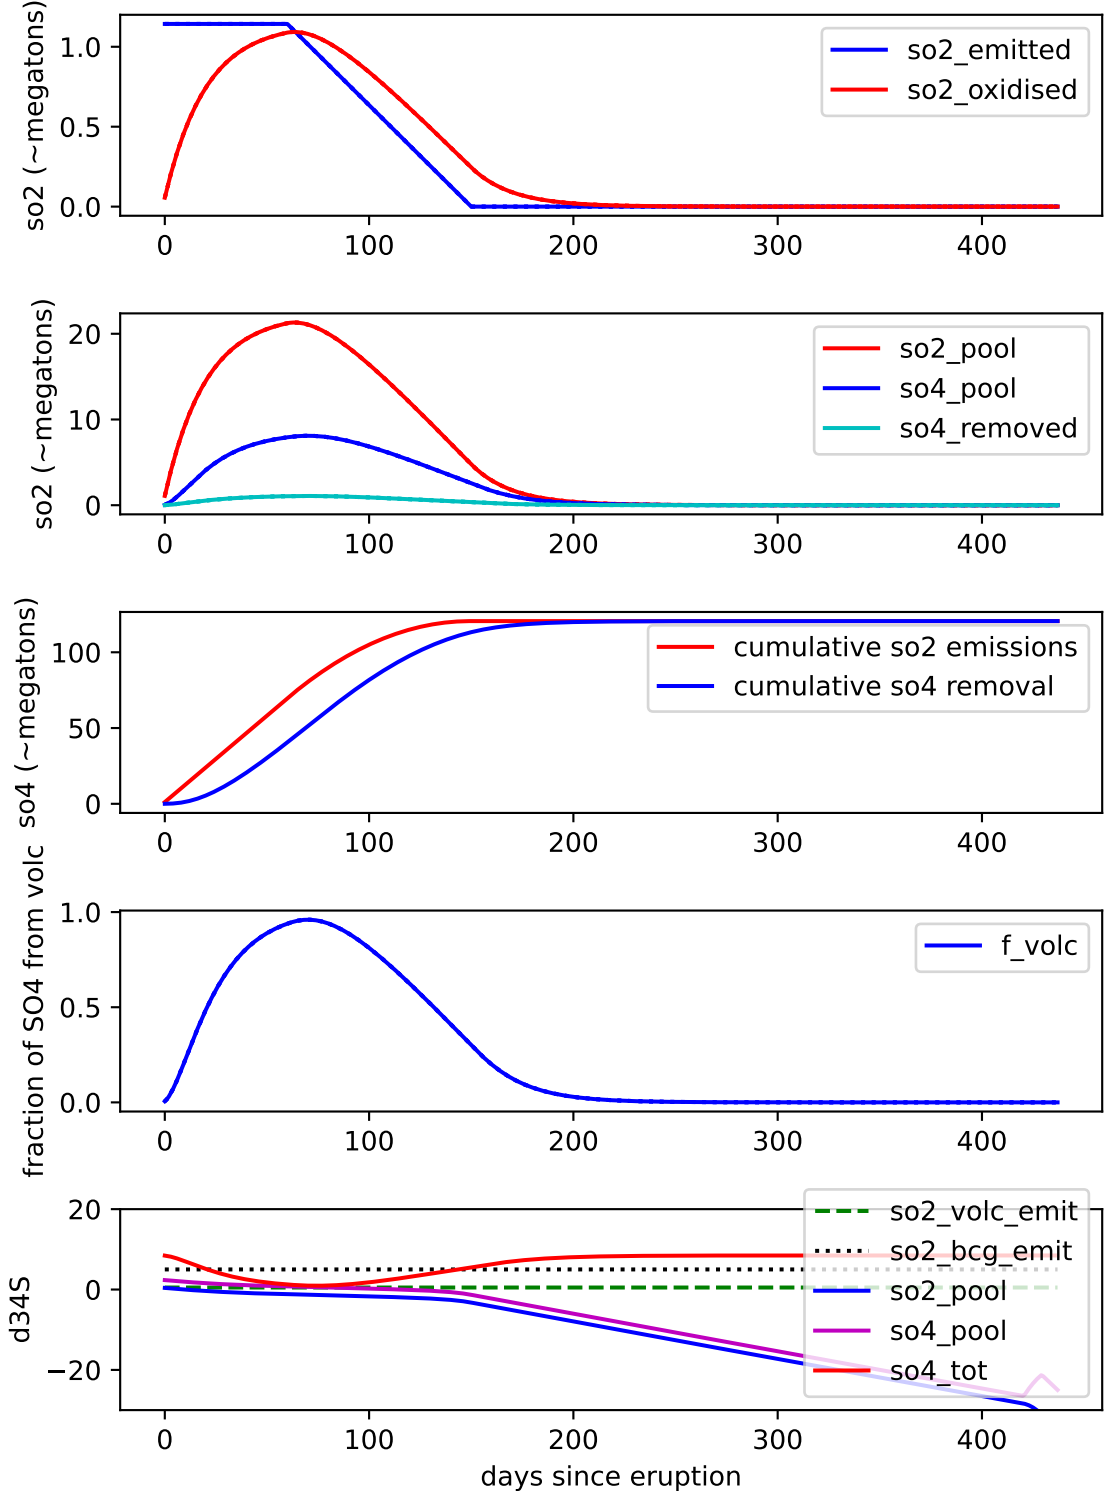 so2 (~megatons)
1.0
0.5
0.0
so2_emitted
so2_oxidised
0 100 200 300 400
so2 (~megatons)
20
10
0
so2_pool
so4_pool
so4_removed
0 100 200 300 400
so4 (~megatons)
100
50
0
cumulative so2 emissions
cumulative so4 removal
0 100 200 300 400
fraction of SO4 from volc
1.0
0.5
0.0
f_volc
0 100 200 300 400
d34S
20
0
−20
so2_volc_emit
so2_bcg_emit
so2_pool
so4_pool
so4_tot
0 100 200 300 400
days since eruption